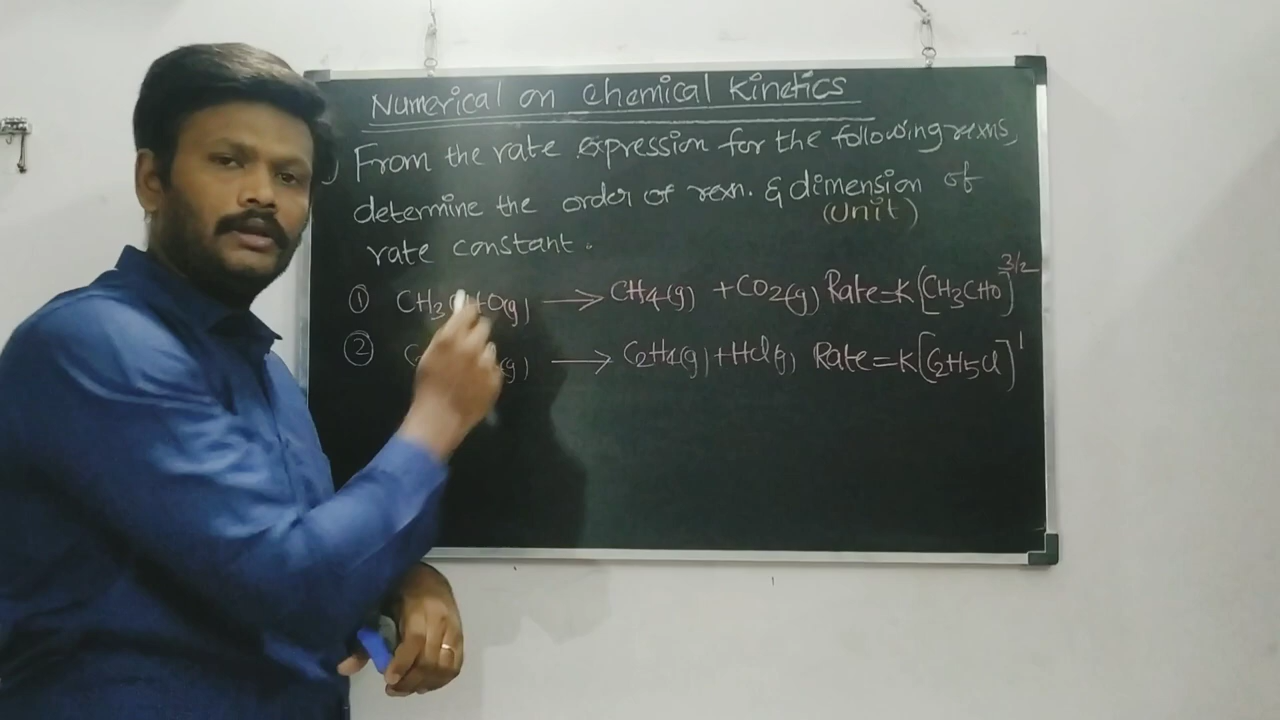 Numerical on Chemical Kinetics
) From the rate expression for the following rexns,
determine the order of rexn. & dimension of
(unit)
rate constant.
① CH3CHO(g) → CH4(g) + CO2(g) Rate=K[CH3CHO]^3/2
② C (g) → C2H4(g) + HCl(g) Rate=K[C2H5Cl]^1